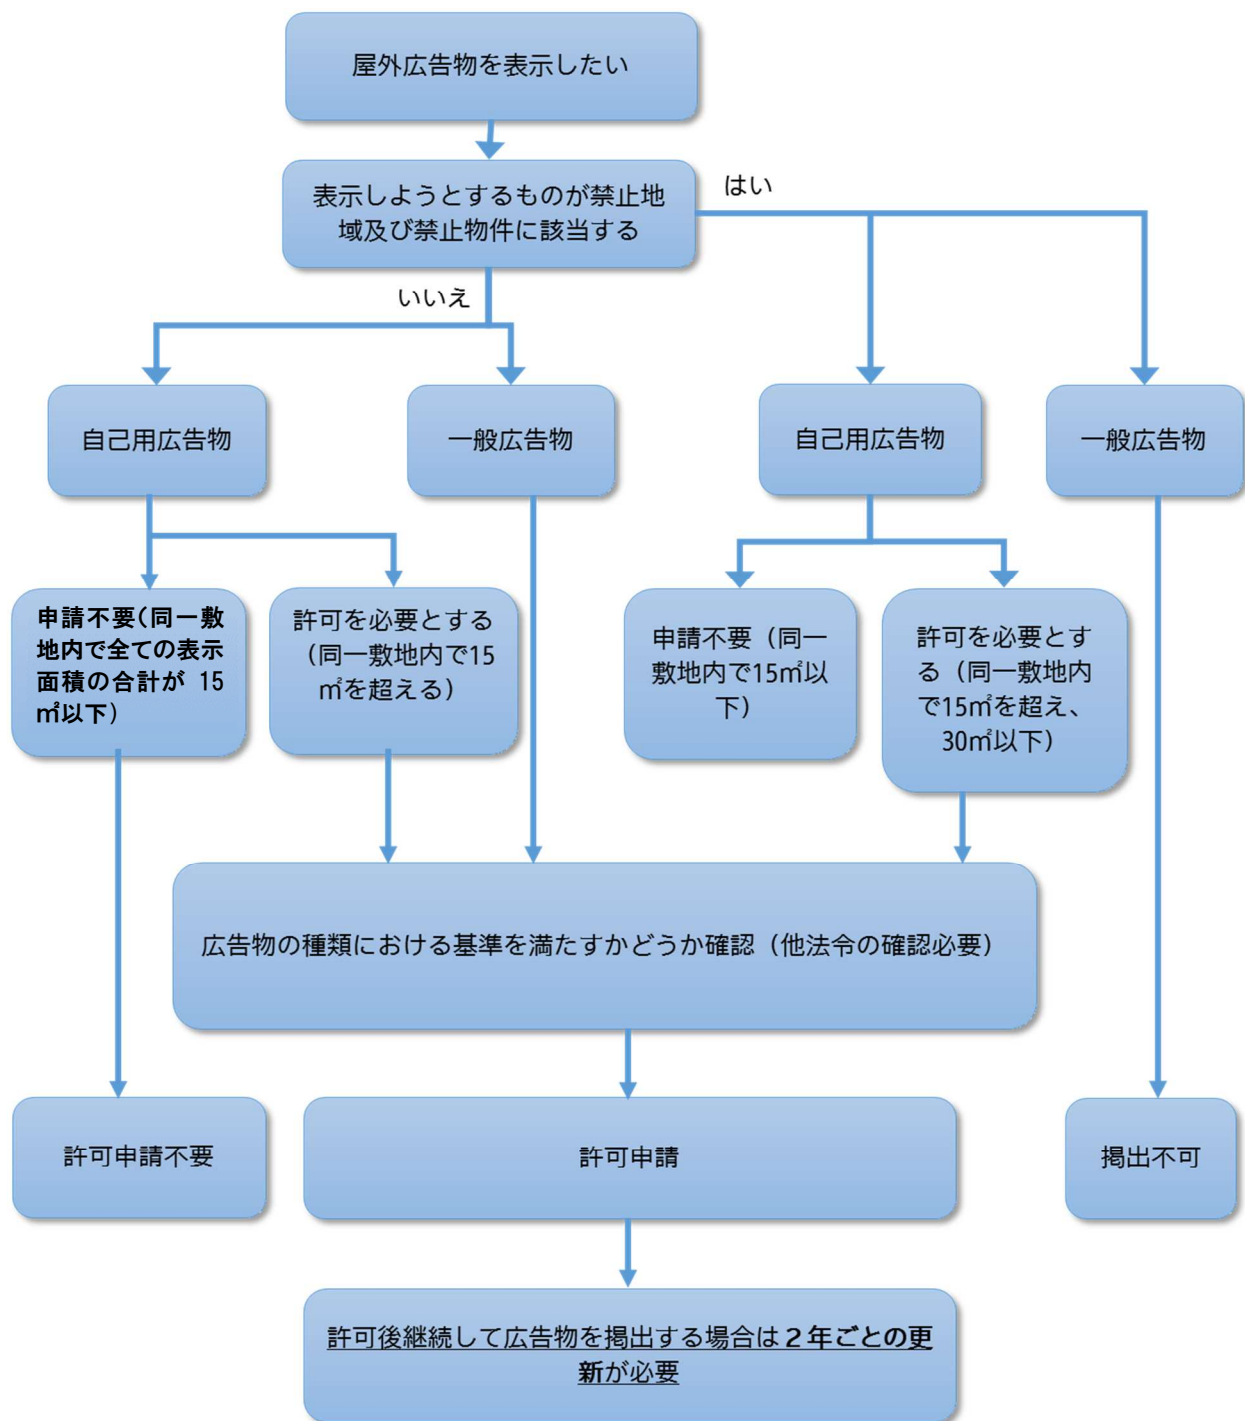 屋外広告物を表示したい
表示しようとするものが禁止地
域及び禁止物件に該当する
はい
いいえ
自己用広告物
一般広告物
自己用広告物
一般広告物
申請不要（同一敷
地内で全ての表示
面積の合計が 15
㎡以下）
許可を必要とする
（同一敷地内で15
㎡を超える）
申請不要（同一
敷地内で15㎡以
下）
許可を必要とす
る（同一敷地内
で15㎡を超え、
30㎡以下）
広告物の種類における基準を満たすかどうか確認（他法令の確認必要）
許可申請不要
許可申請
掲出不可
許可後継続して広告物を掲出する場合は２年ごとの更
新が必要